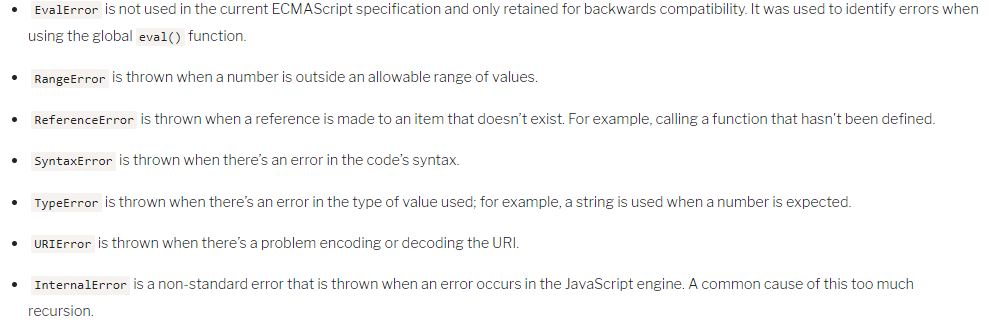 • EvalError is not used in the current ECMAScript specification and only retained for backwards compatibility. It was used to identify errors when
using the global eval() function.
• RangeError is thrown when a number is outside an allowable range of values.
• ReferenceError is thrown when a reference is made to an item that doesn't exist. For example, calling a function that hasn't been defined.
• SyntaxError is thrown when there's an error in the code's syntax.
• TypeError is thrown when there's an error in the type of value used; for example, a string is used when a number is expected.
• URIError is thrown when there's a problem encoding or decoding the URI.
• InternalError is a non-standard error that is thrown when an error occurs in the JavaScript engine. A common cause of this too much
recursion.